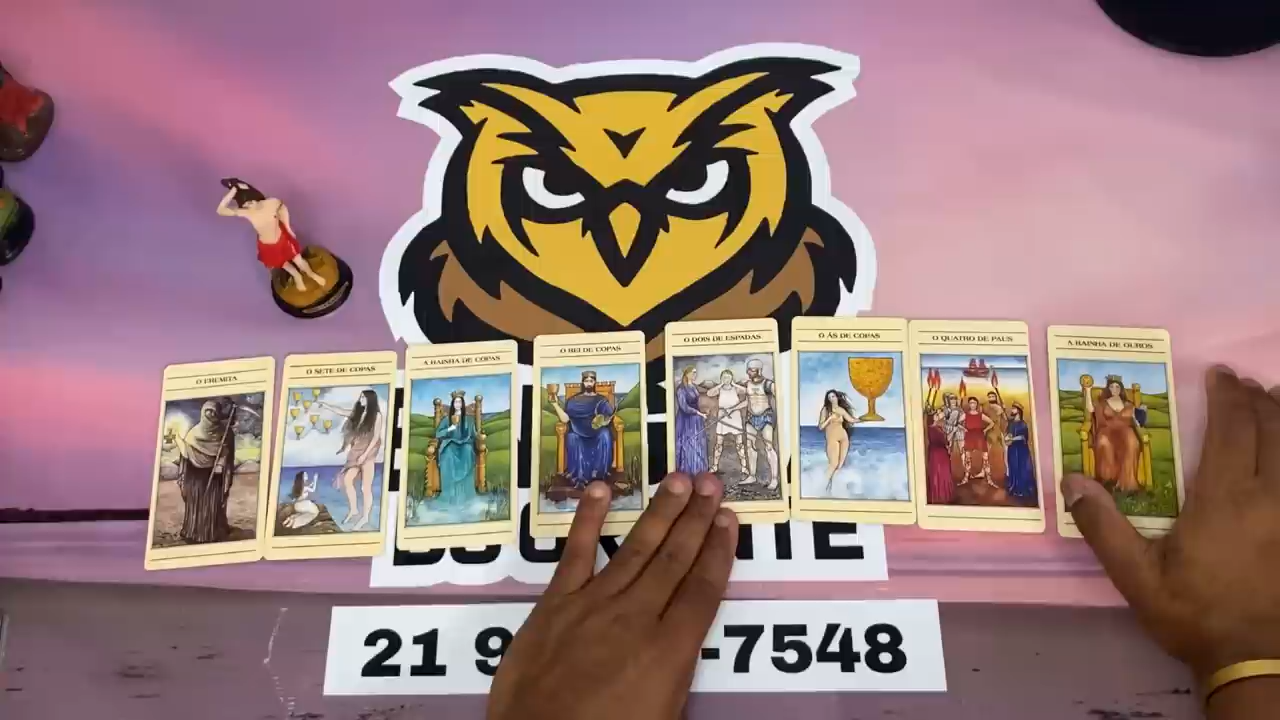 O EREMITA
O SETE DE COPAS
A RAINHA DE COPAS
O REI DE COPAS
O DOIS DE ESPADAS
O ÁS DE COPAS
O QUATRO DE PAUS
A RAINHA DE OUROS
21 9 -7548